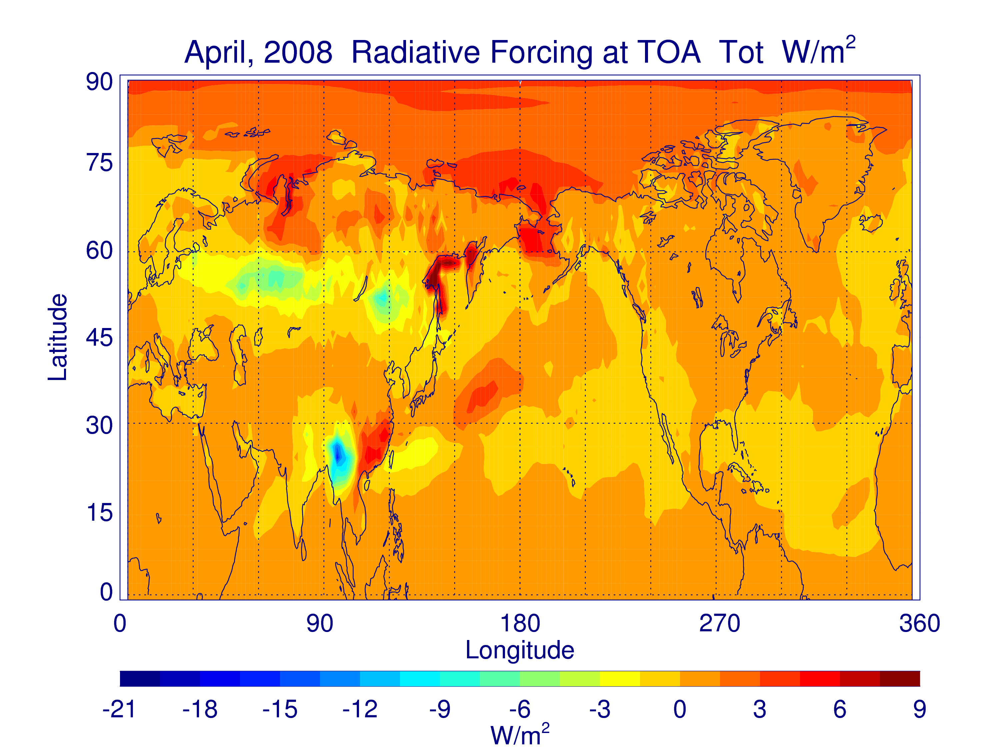 April, 2008 Radiative Forcing at TOA Tot W/m²
90
75
60
45
30
15
0
Latitude
0 90 180 270 360
Longitude
-21 -18 -15 -12 -9 -6 -3 0 3 6 9
W/m²